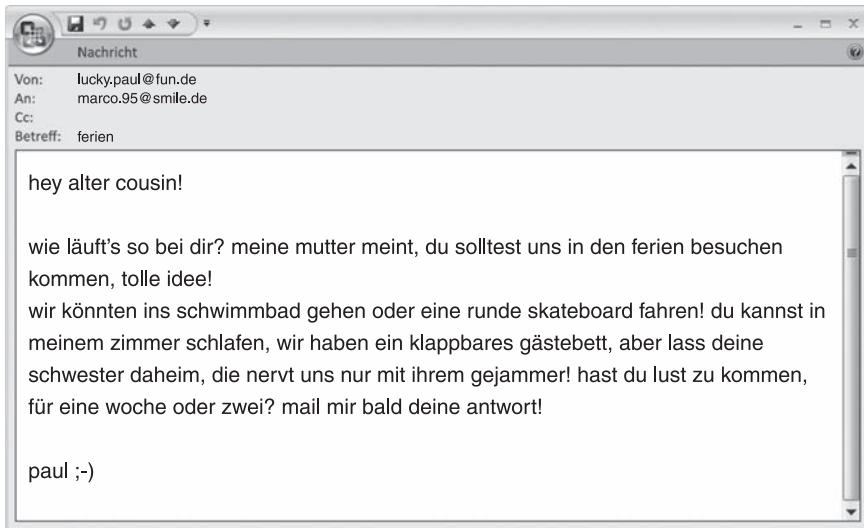 Nachricht
Von: lucky.paul@fun.de
An: marco.95@smile.de
Cc:
Betreff: ferien
hey alter cousin!
wie läuft's so bei dir? meine mutter meint, du solltest uns in den ferien besuchen
kommen, tolle idee!
wir könnten ins schwimmbad gehen oder eine runde skateboard fahren! du kannst in
meinem zimmer schlafen, wir haben ein klappbares gästebett, aber lass deine
schwester daheim, die nervt uns nur mit ihrem gejammer! hast du lust zu kommen,
für eine woche oder zwei? mail mir bald deine antwort!
paul ;-)